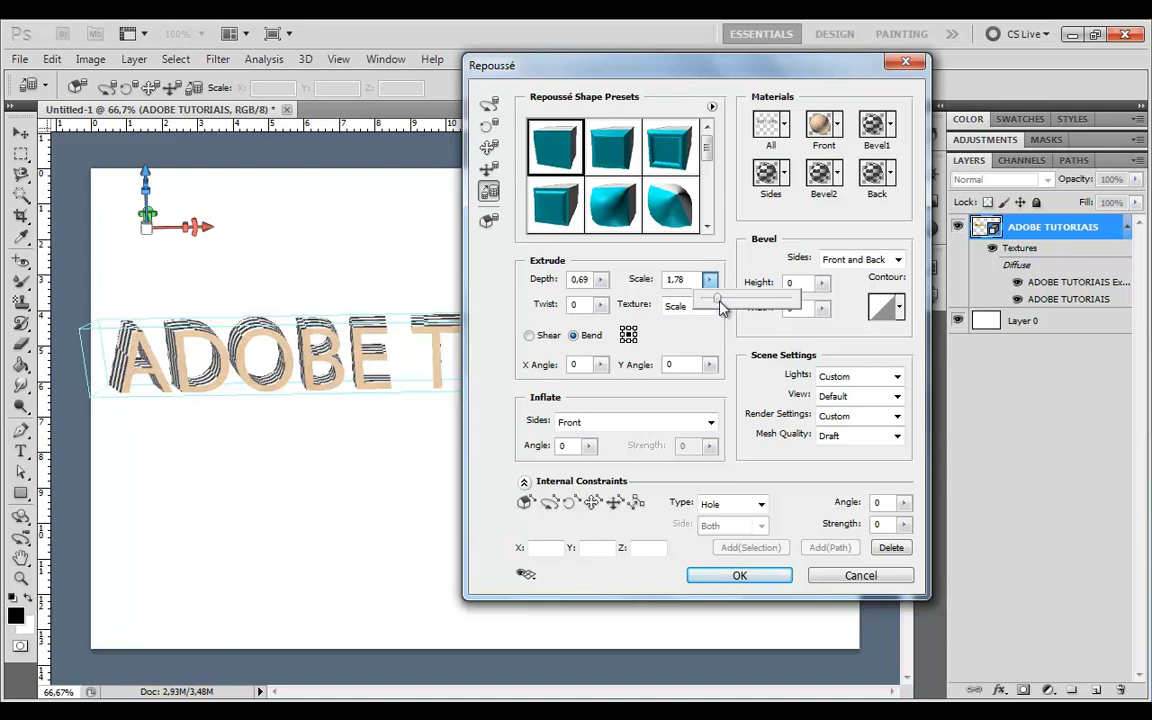 Ps Br Mb 100% ESSENTIALS DESIGN PAINTING CS Live
File Edit Image Layer Select Filter Analysis 3D View Window Help
Scale: X: Y: Z:
Untitled-1 @ 66,7% (ADOBE TUTORIAIS, RGB/8) *
Repoussé
Repoussé Shape Presets
Materials
All
Front
Bevel1
Sides
Bevel2
Back
Extrude
Depth: 0,69 Scale: 1,78
Twist: 0 Texture: Scale
Shear Bend
X Angle: 0 Y Angle: 0
Inflate
Sides: Front
Angle: 0 Strength: 0
Bevel
Sides: Front and Back
Height: 0 Contour:
Scene Settings
Lights: Custom
View: Default
Render Settings: Custom
Mesh Quality: Draft
Internal Constraints
Type: Hole Angle: 0
Side: Both Strength: 0
X: Y: Z: Add(Selection) Add(Path) Delete
OK Cancel
ADOBE T
COLOR SWATCHES STYLES
ADJUSTMENTS MASKS
LAYERS CHANNELS PATHS
Normal Opacity: 100%
Lock: Fill: 100%
ADOBE TUTORIAIS
Textures
Diffuse
ADOBE TUTORIAIS Ex...
ADOBE TUTORIAIS
Layer 0
66,67% Doc: 2,93M/3,48M